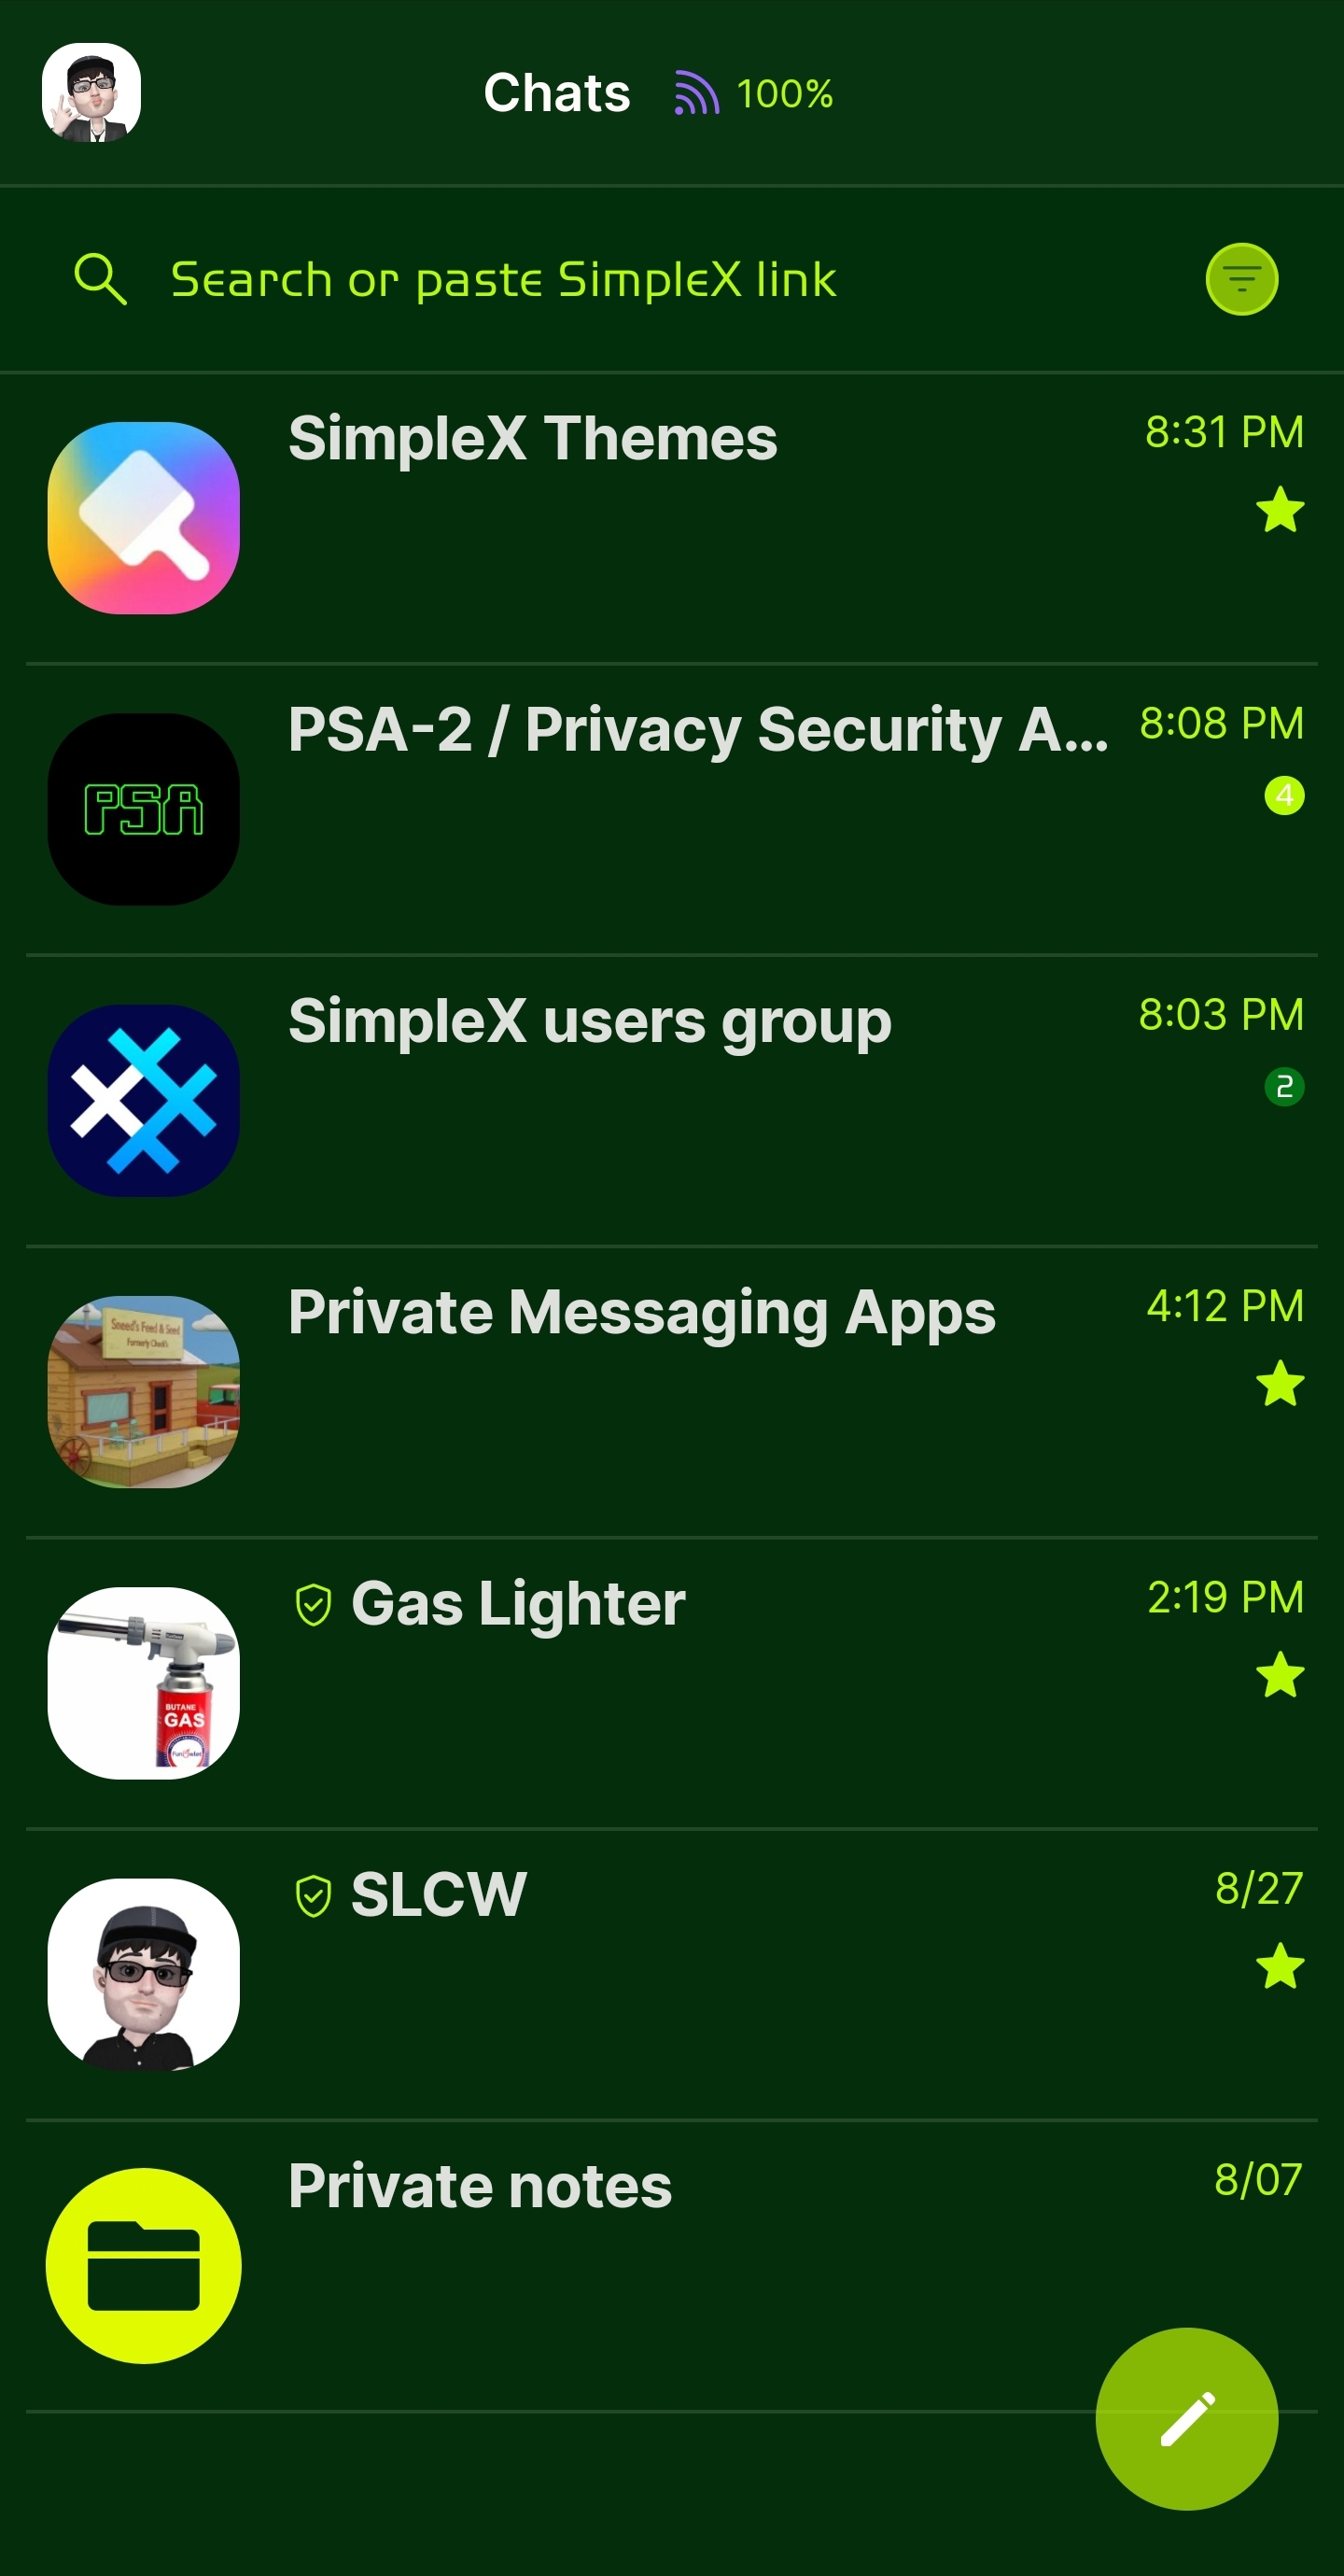 Chats 100%
Search or paste SimpleX link
SimpleX Themes 8:31 PM
PSA
PSA-2 / Privacy Security A... 8:08 PM
4
SimpleX users group 8:03 PM
2
Private Messaging Apps 4:12 PM
Sneed's Feed & Seed
Formerly Chuck's
Gas Lighter 2:19 PM
BUTANE
GAS
SLCW 8/27
Private notes 8/07